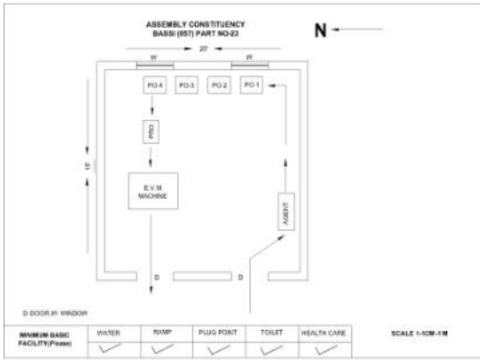 ASSEMBLY CONSTITUENCY
BASSI (057) PART NO-23
N
20'
W W
PO-4 PO-3 PO-2 PO-1
PRO
E.V.M
MACHINE
AGENT
D D
D DOOR,W- WINDOW
MINIMUM BASIC
FACILITY(Please)
WATER RAMP PLUG POINT TOILET HEALTH CARE
SCALE 1-1CM-1 M